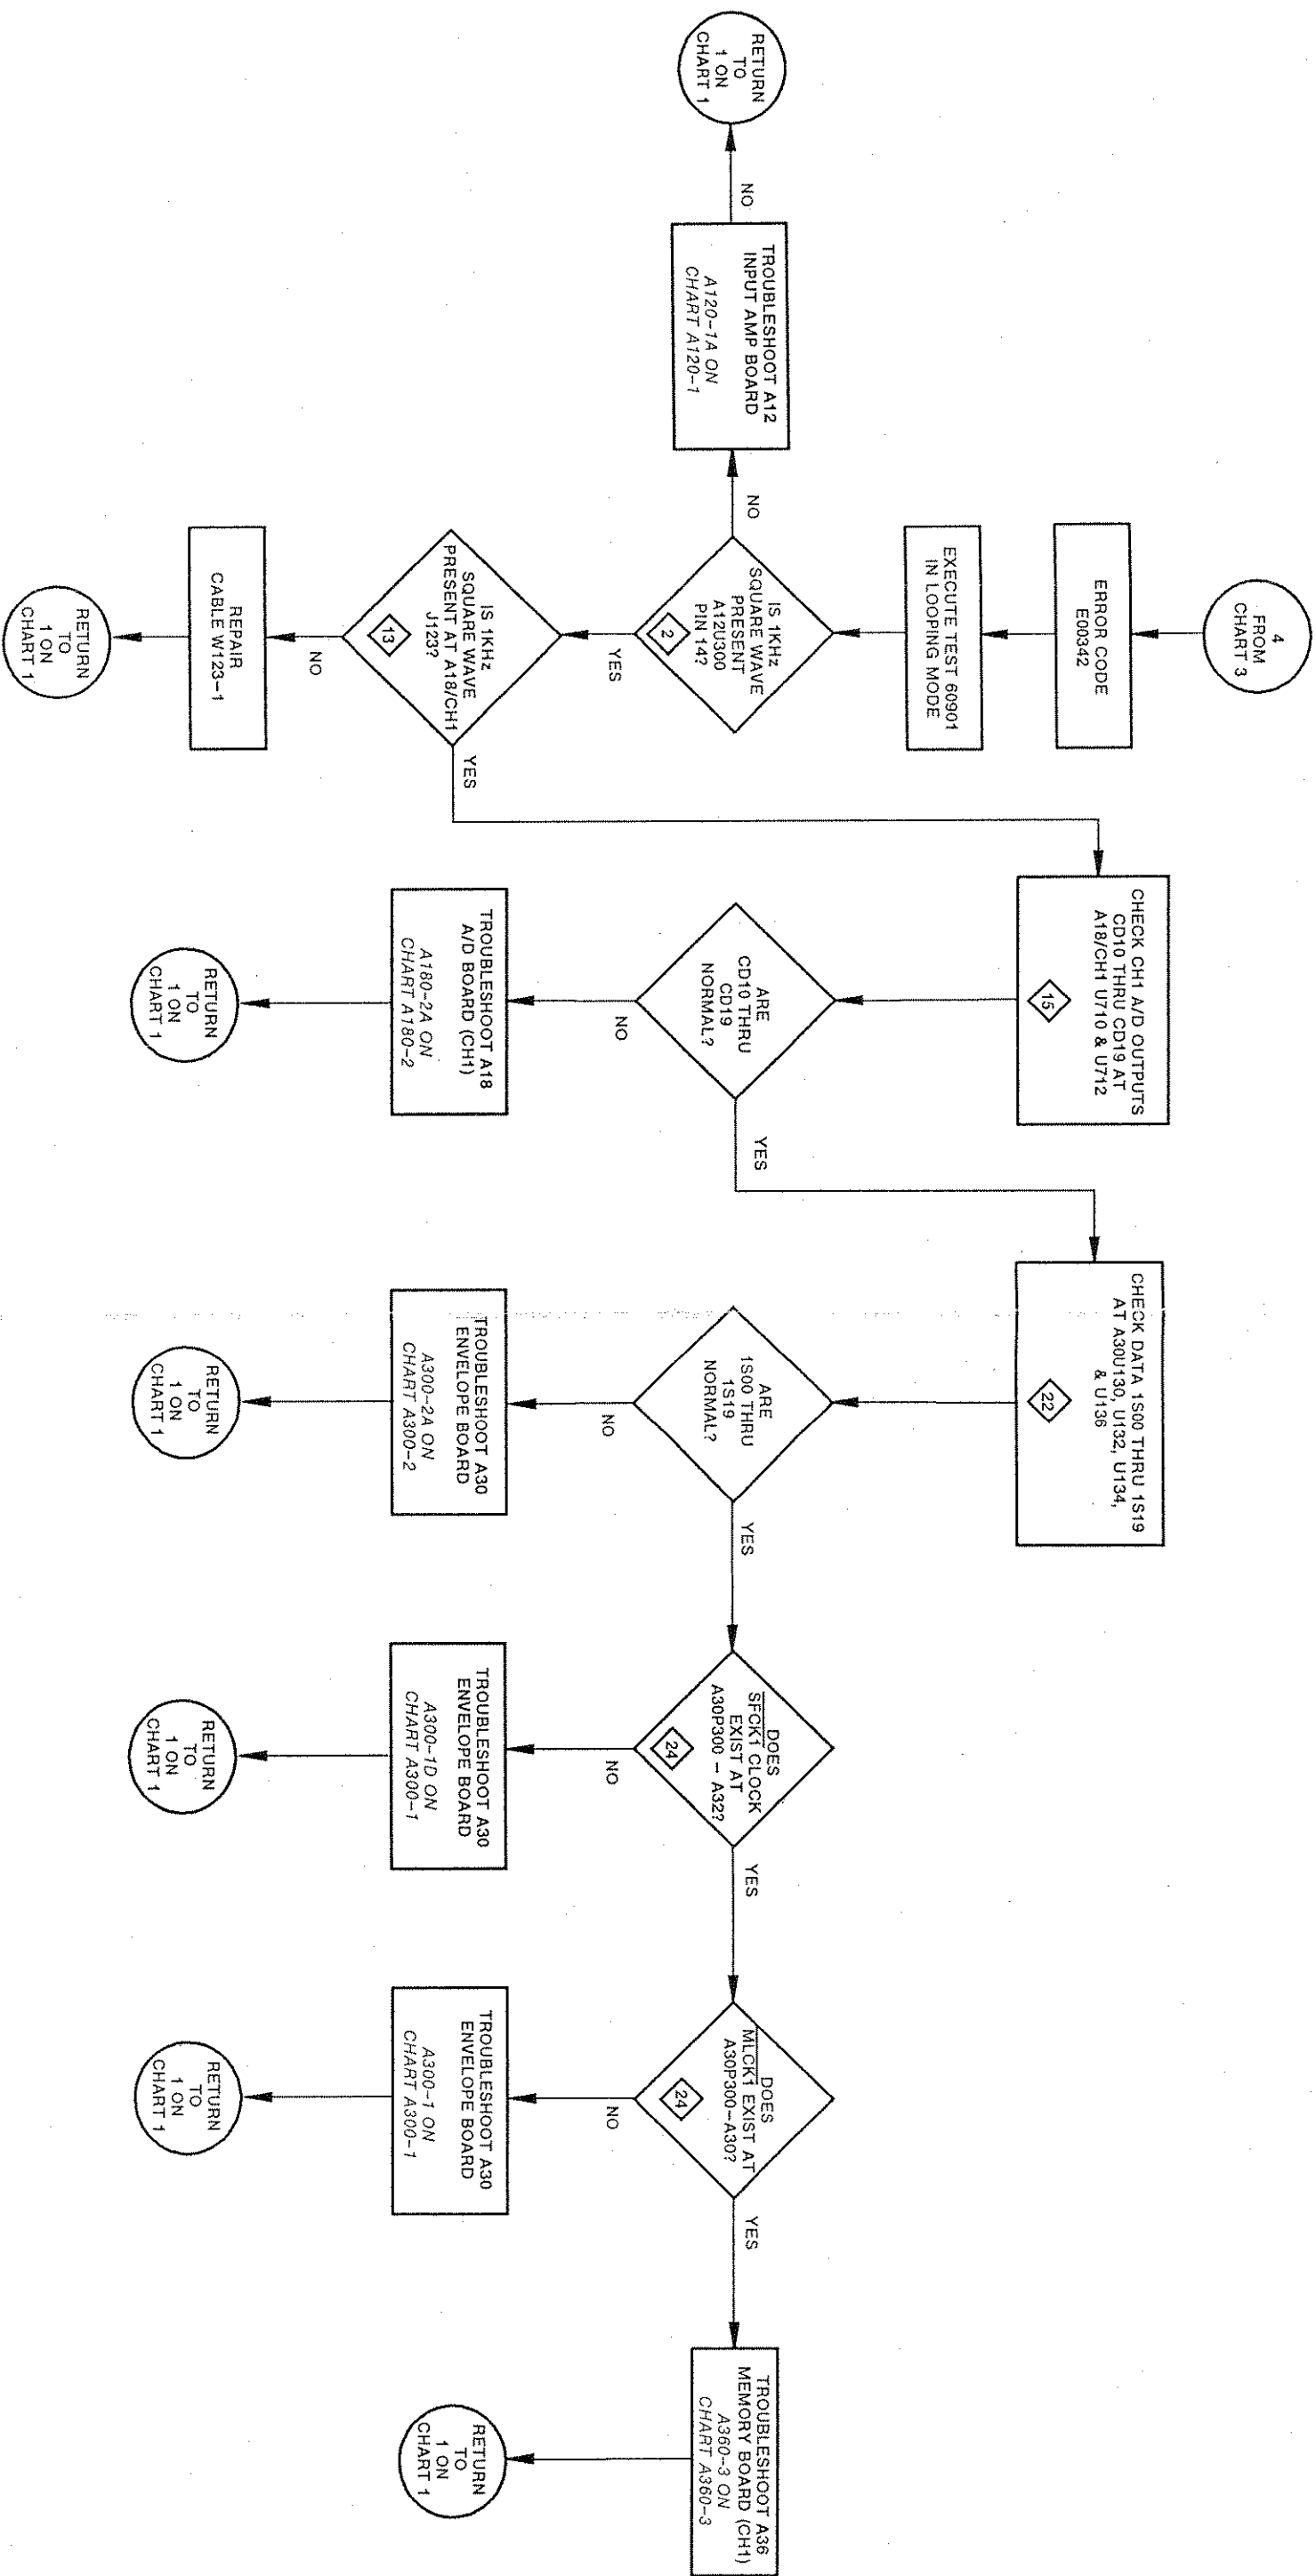 4
FROM
CHART 3
ERROR CODE
E00342
EXECUTE TEST 60901
IN LOOPING MODE
IS 1KHz
SQUARE WAVE
PRESENT
A12U300
PIN 14?
2
NO
TROUBLESHOOT A12
INPUT AMP BOARD
A120-1A ON
CHART A120-1
NO
RETURN
TO
1 ON
CHART 1
YES
IS 1KHz
SQUARE WAVE
PRESENT AT A18/CH1
J123?
13
NO
REPAIR
CABLE W123-1
RETURN
TO
1 ON
CHART 1
YES
CHECK CH1 A/D OUTPUTS
CD10 THRU CD19 AT
A18/CH1 U710 & U712
15
ARE
CD10 THRU
CD19
NORMAL?
NO
TROUBLESHOOT A18
A/D BOARD (CH1)
A180-2A ON
CHART A180-2
RETURN
TO
1 ON
CHART 1
YES
CHECK DATA 1S00 THRU 1S19
AT A30U130, U132, U134,
& U136
22
ARE
1S00 THRU
1S19
NORMAL?
NO
TROUBLESHOOT A30
ENVELOPE BOARD
A300-2A ON
CHART A300-2
RETURN
TO
1 ON
CHART 1
YES
DOES
SFCK1 CLOCK
EXIST AT
A30P300 - A32?
24
NO
TROUBLESHOOT A30
ENVELOPE BOARD
A300-1D ON
CHART A300-1
RETURN
TO
1 ON
CHART 1
YES
DOES
MLCK1 EXIST AT
A30P300-A30?
24
NO
TROUBLESHOOT A30
ENVELOPE BOARD
A300-1 ON
CHART A300-1
RETURN
TO
1 ON
CHART 1
YES
TROUBLESHOOT A36
MEMORY BOARD (CH1)
A360-3 ON
CHART A360-3
RETURN
TO
1 ON
CHART 1